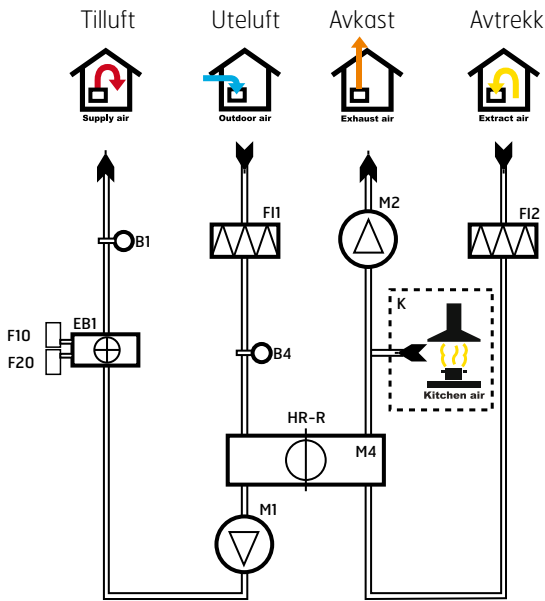 Tilluft Uteluft Avkast Avtrekk
Supply air Outdoor air Exhaust air Extract air
M2
FI1 FI2
B1
K
EB1
F10
F20
B4
Kitchen air
HR-R
M4
M1